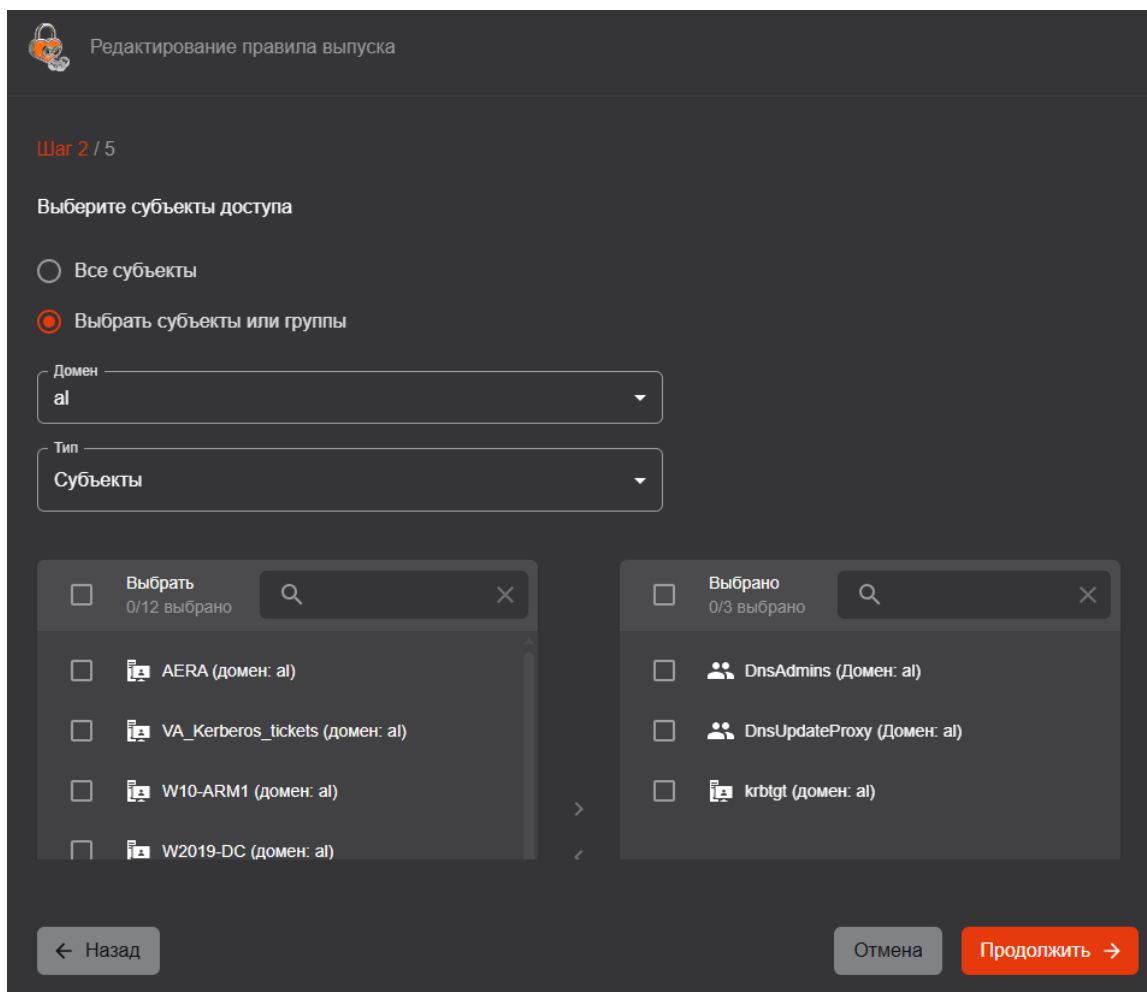 Редактирование правила выпуска
Шаг 2 / 5
Выберите субъекты доступа
Все субъекты
Выбрать субъекты или группы
Домен
al
Тип
Субъекты
Выбрать
0/12 выбрано
AERA (домен: al)
VA_Kerberos_tickets (домен: al)
W10-ARM1 (домен: al)
W2019-DC (домен: al)
Выбрано
0/3 выбрано
DnsAdmins (Домен: al)
DnsUpdateProxy (Домен: al)
krbtgt (домен: al)
Назад
Отмена
Продолжить